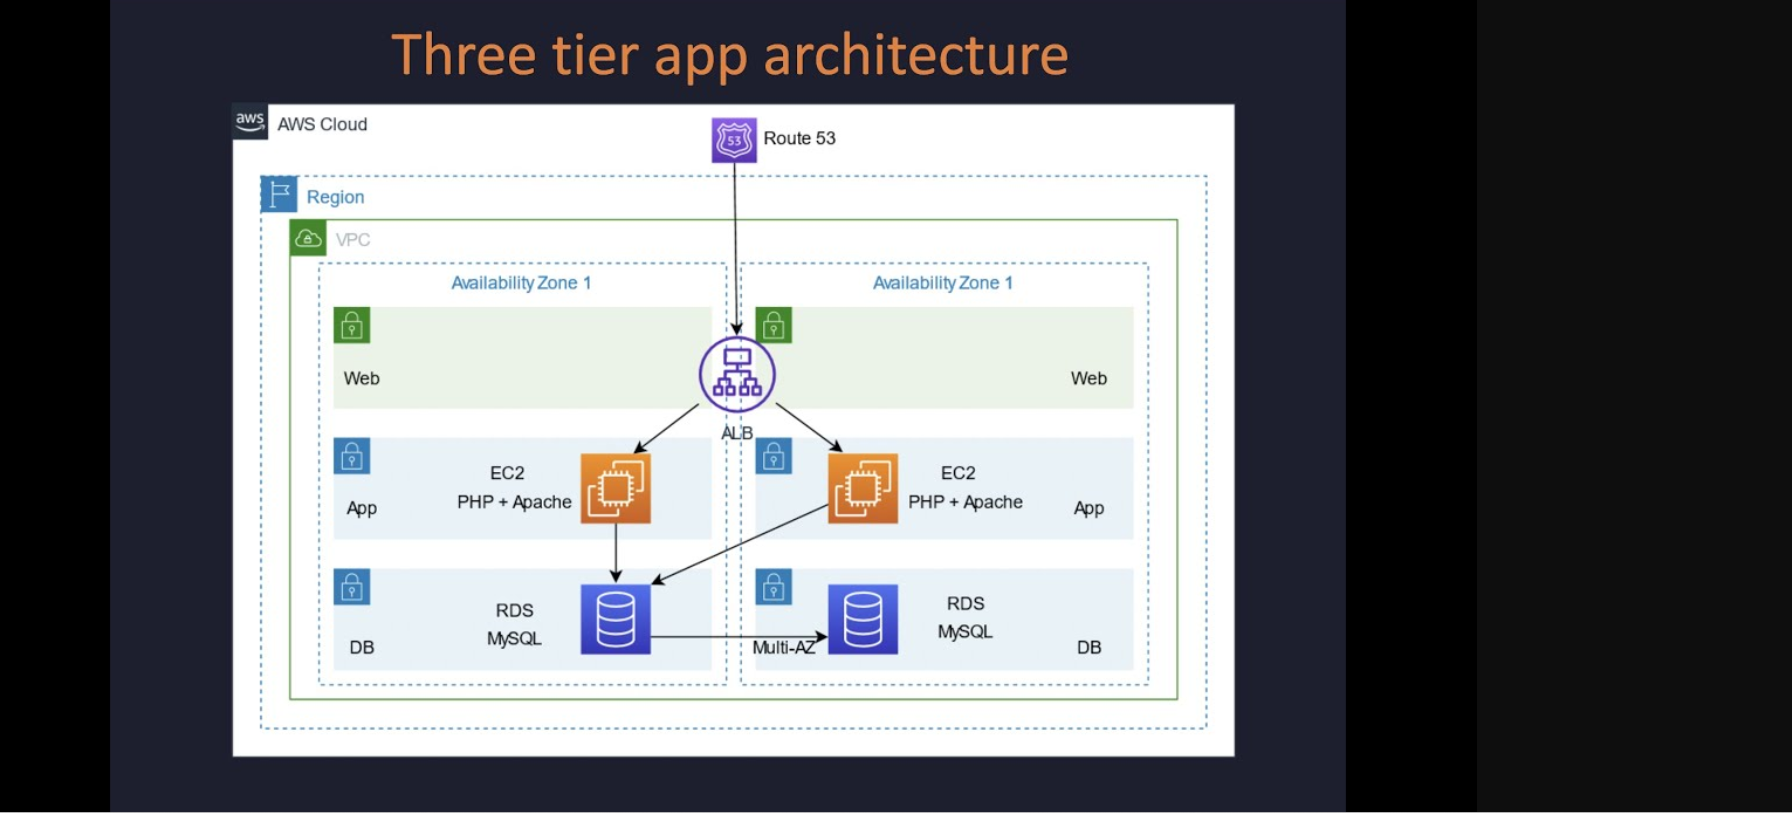 Three tier app architecture
aws
AWS Cloud
53
Route 53
Region
VPC
Availability Zone 1
Availability Zone 1
Web
Web
ALB
EC2
PHP + Apache
App
EC2
PHP + Apache
App
RDS
MySQL
DB
Multi-AZ
RDS
MySQL
DB